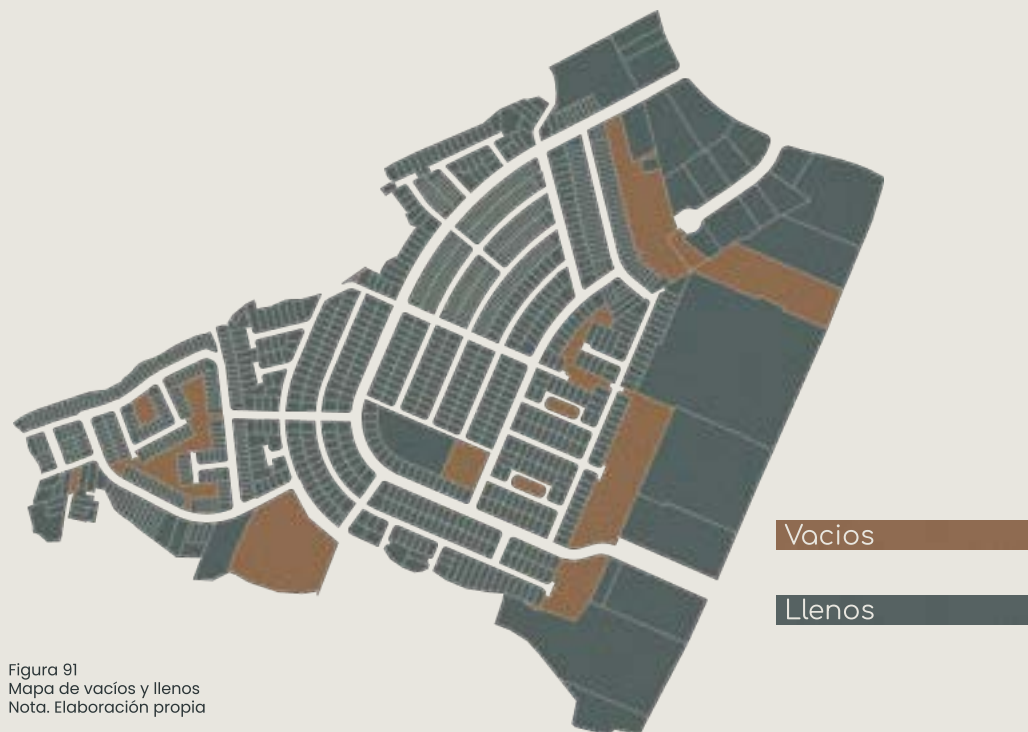 Vacios
Llenos
Figura 91
Mapa de vacíos y llenos
Nota. Elaboración propia